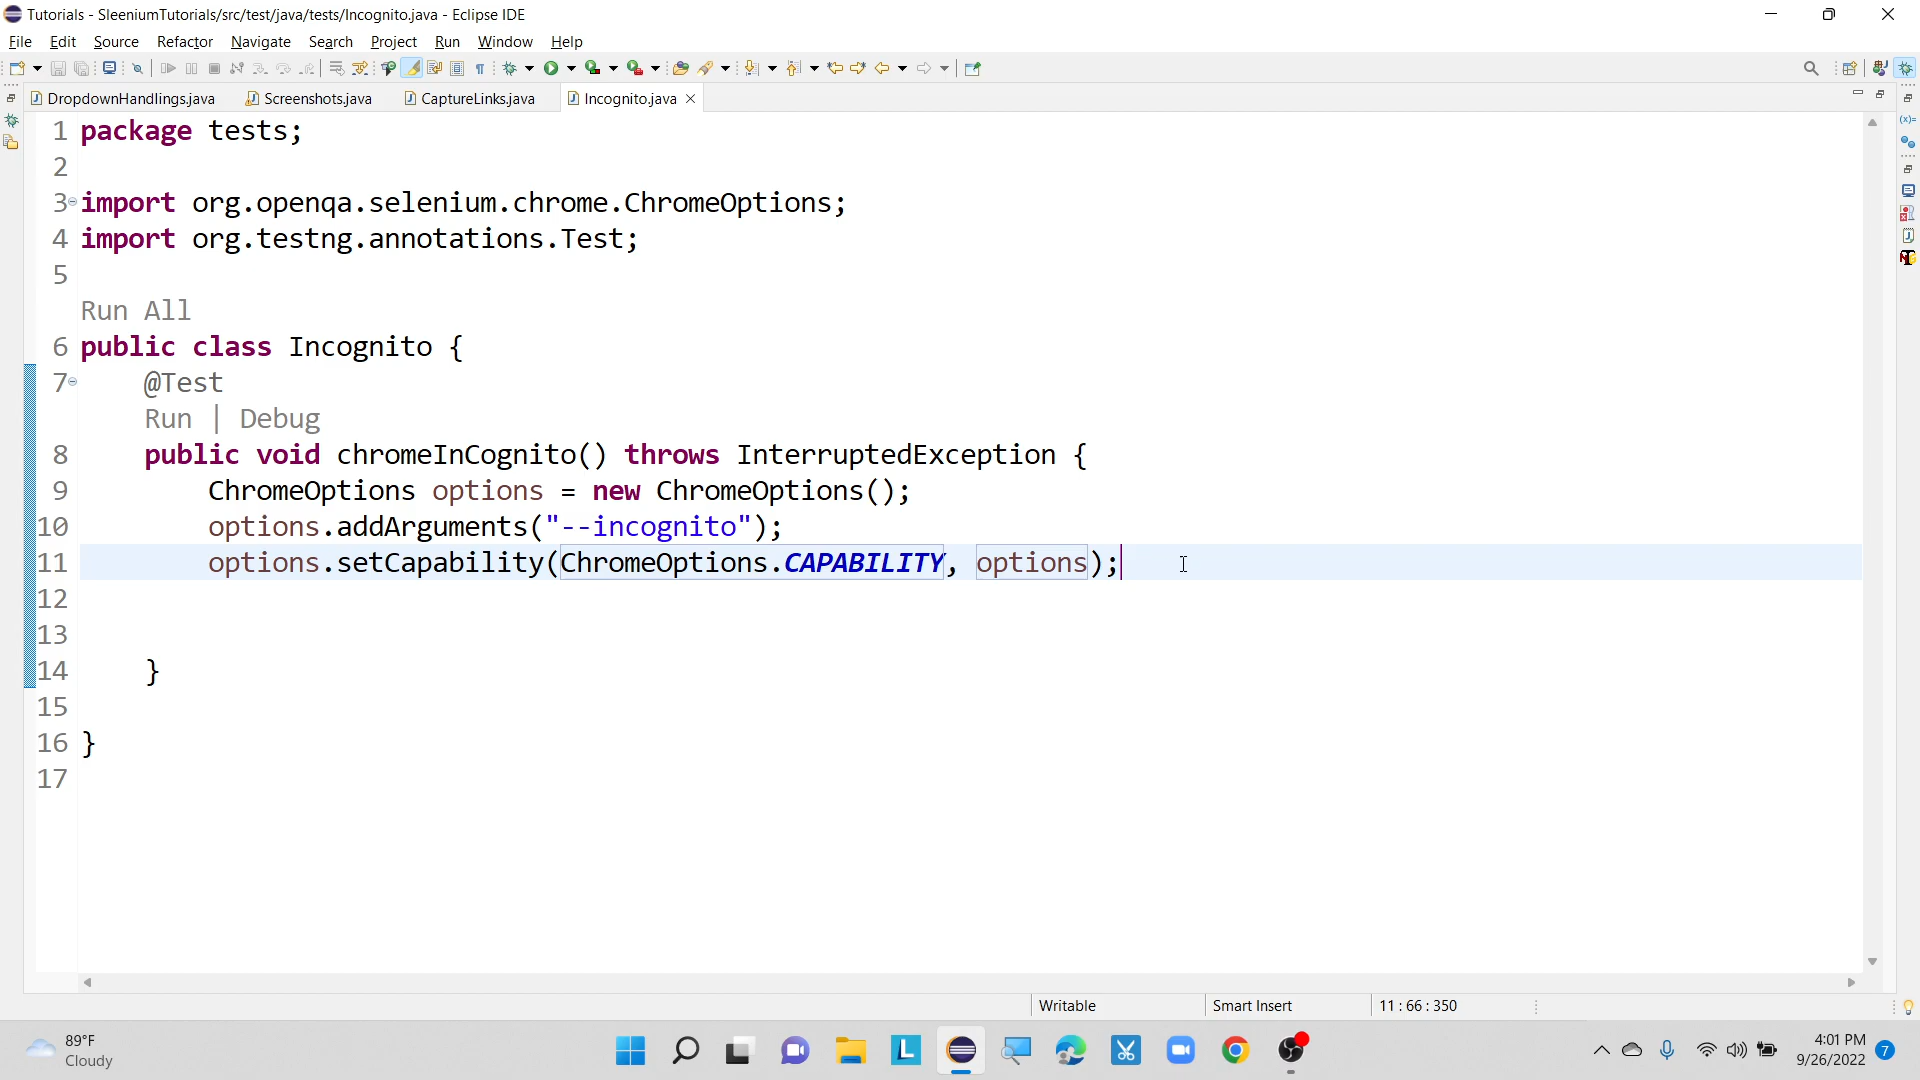 Tutorials - SleeniumTutorials/src/test/java/tests/Incognito.java - Eclipse IDE
File Edit Source Refactor Navigate Search Project Run Window Help
DropdownHandlings.java Screenshots.java CaptureLinks.java Incognito.java
1 package tests;
2
3 import org.openqa.selenium.chrome.ChromeOptions;
4 import org.testng.annotations.Test;
5
Run All
6 public class Incognito {
7 @Test
Run | Debug
8 public void chromeInCognito() throws InterruptedException {
9 ChromeOptions options = new ChromeOptions();
10 options.addArguments("--incognito");
11 options.setCapability(ChromeOptions.CAPABILITY, options);
12
13
14 }
15
16 }
17
Writable Smart Insert 11 : 66 : 350
89°F
Cloudy
4:01 PM
9/26/2022
7